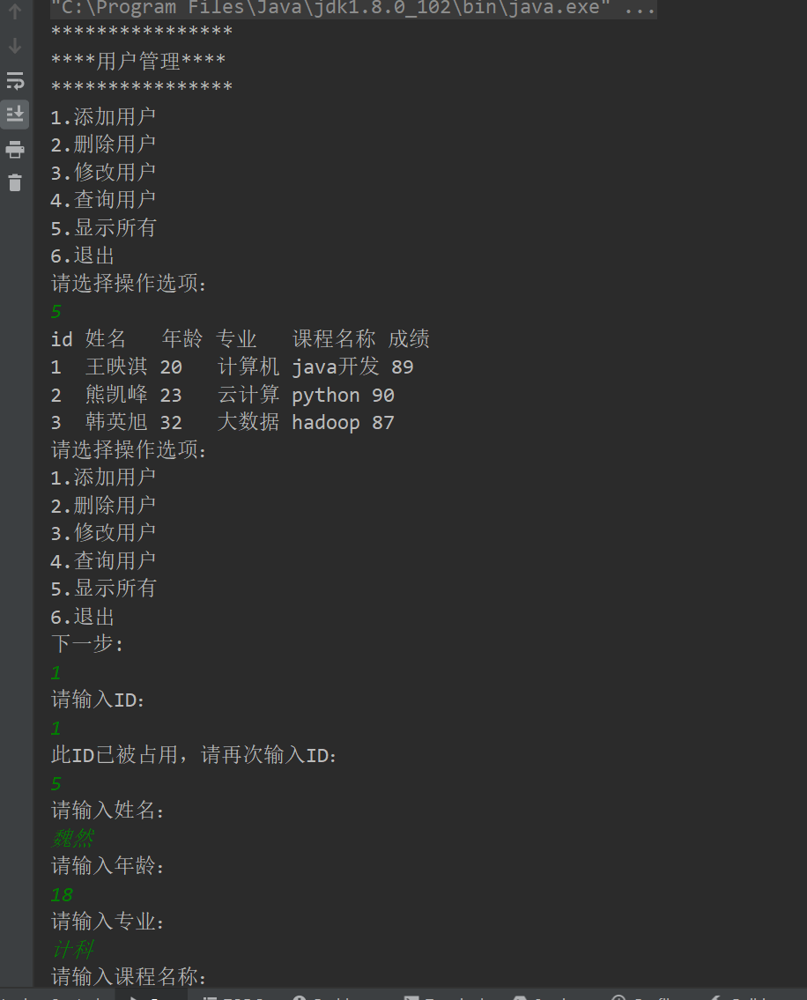 "C:\Program Files\Java\jdk1.8.0_102\bin\java.exe" ...
****************
****用户管理****
****************
1.添加用户
2.删除用户
3.修改用户
4.查询用户
5.显示所有
6.退出
请选择操作选项:
5
id 姓名 年龄 专业 课程名称 成绩
1 王映淇 20 计算机 java开发 89
2 熊凯峰 23 云计算 python 90
3 韩英旭 32 大数据 hadoop 87
请选择操作选项:
1.添加用户
2.删除用户
3.修改用户
4.查询用户
5.显示所有
6.退出
下一步:
1
请输入ID:
1
此ID已被占用，请再次输入ID:
5
请输入姓名:
魏然
请输入年龄:
18
请输入专业:
计科
请输入课程名称: